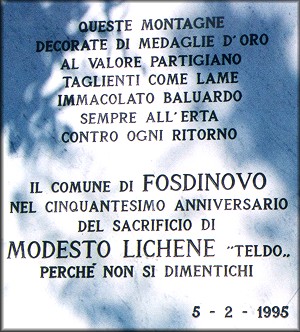 QUESTE MONTAGNE
DECORATE DI MEDAGLIE D'ORO
AL VALORE PARTIGIANO
TAGLIENTI COME LAME
IMMACOLATO BALUARDO
SEMPRE ALL'ERTA
CONTRO OGNI RITORNO
IL COMUNE DI FOSDINOVO
NEL CINQUANTESIMO ANNIVERSARIO
DEL SACRIFICIO DI
MODESTO LICHENE "TELDO„
PERCHÈ NON SI DIMENTICHI
5 - 2 - 1995